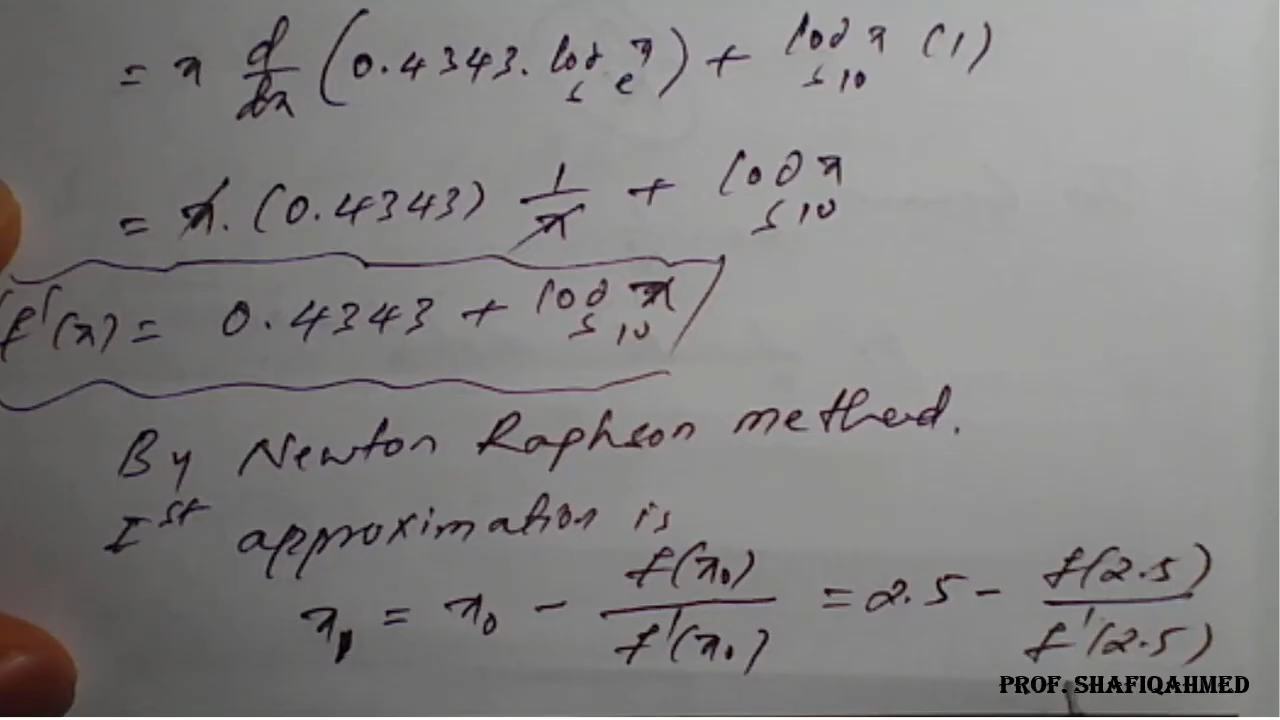 = x d/dx (0.4343. log_e x) + log_10 x (1)
= x. (0.4343) 1/x + log_10 x
f'(x) = 0.4343 + log_10 x
By Newton Raphson method.
Ist approximation is
x₁ = x₀ - f(x₀)/f'(x₀) = 2.5 - f(2.5)/f'(2.5)
PROF. SHAFIQAHMED